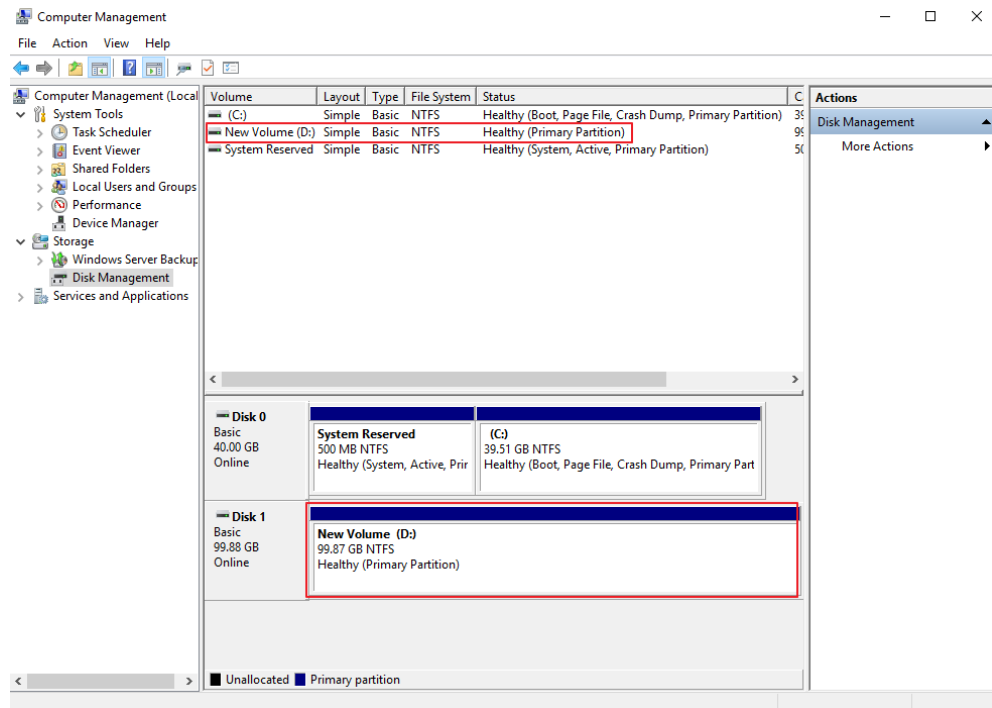 Computer Management
File Action View Help
Computer Management (Local
System Tools
Task Scheduler
Event Viewer
Shared Folders
Local Users and Groups
Performance
Device Manager
Storage
Windows Server Backup
Disk Management
Services and Applications
Volume Layout Type File System Status C
(C:) Simple Basic NTFS Healthy (Boot, Page File, Crash Dump, Primary Partition) 39
New Volume (D:) Simple Basic NTFS Healthy (Primary Partition) 99
System Reserved Simple Basic NTFS Healthy (System, Active, Primary Partition) 50
Disk 0
Basic
40.00 GB
Online
System Reserved
500 MB NTFS
Healthy (System, Active, Prir
(C:)
39.51 GB NTFS
Healthy (Boot, Page File, Crash Dump, Primary Part
Disk 1
Basic
99.88 GB
Online
New Volume (D:)
99.87 GB NTFS
Healthy (Primary Partition)
Unallocated Primary partition
Actions
Disk Management
More Actions